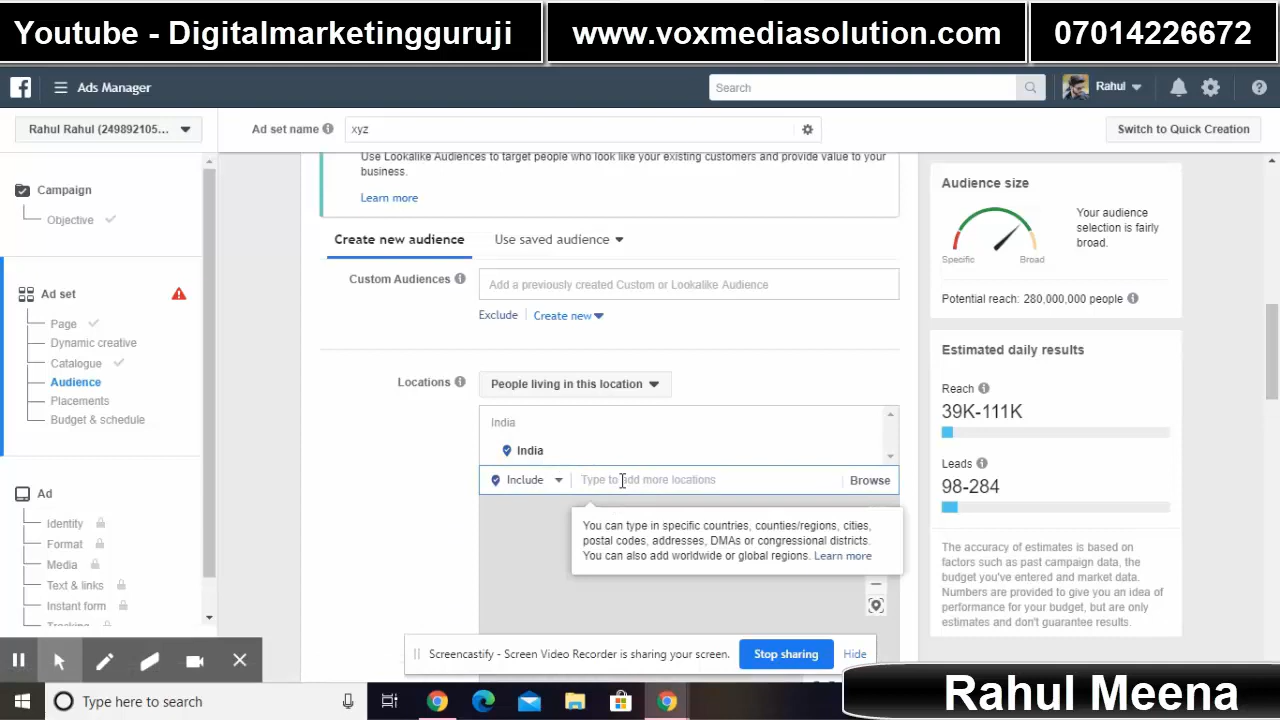 Youtube - Digitalmarketingguruji
www.voxmediasolution.com
07014226672
Ads Manager
Search
Rahul
Rahul Rahul (249892105...
Ad set name
xyz
Switch to Quick Creation
Campaign
Objective
Ad set
Page
Dynamic creative
Catalogue
Audience
Placements
Budget & schedule
Ad
Identity
Format
Media
Text & links
Instant form
Use Lookalike Audiences to target people who look like your existing customers and provide value to your
business.
Learn more
Create new audience
Use saved audience
Custom Audiences
Add a previously created Custom or Lookalike Audience
Exclude
Create new
Locations
People living in this location
India
India
Include
Type to add more locations
Browse
You can type in specific countries, counties/regions, cities,
postal codes, addresses, DMAs or congressional districts.
You can also add worldwide or global regions. Learn more
Audience size
Specific
Broad
Your audience
selection is fairly
broad.
Potential reach: 280,000,000 people
Estimated daily results
Reach
39K-111K
Leads
98-284
The accuracy of estimates is based on
factors such as past campaign data, the
budget you've entered and market data.
Numbers are provided to give you an idea of
performance for your budget, but are only
estimates and don't guarantee results.
Screencastify - Screen Video Recorder is sharing your screen.
Stop sharing
Hide
Type here to search
Rahul Meena